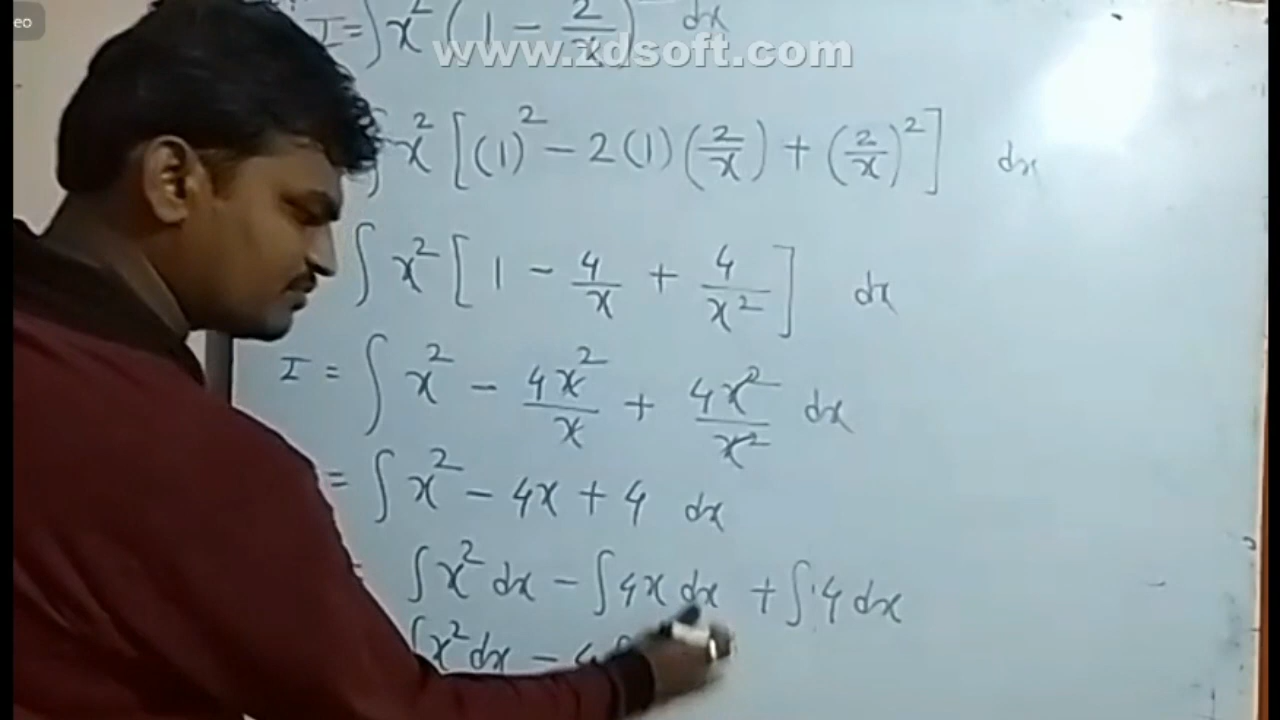 eo
I = ∫ x² (1 − 2/x) dx
www.zdsoft.com
∫ x² [(1)² − 2(1)(2/x) + (2/x)²] dx
∫ x² [1 − 4/x + 4/x²] dx
I = ∫ x² − 4x²/x + 4x²/x² dx
= ∫ x² − 4x + 4 dx
∫ x² dx − ∫ 4x dx + ∫ 4 dx
∫ x² dx − 4